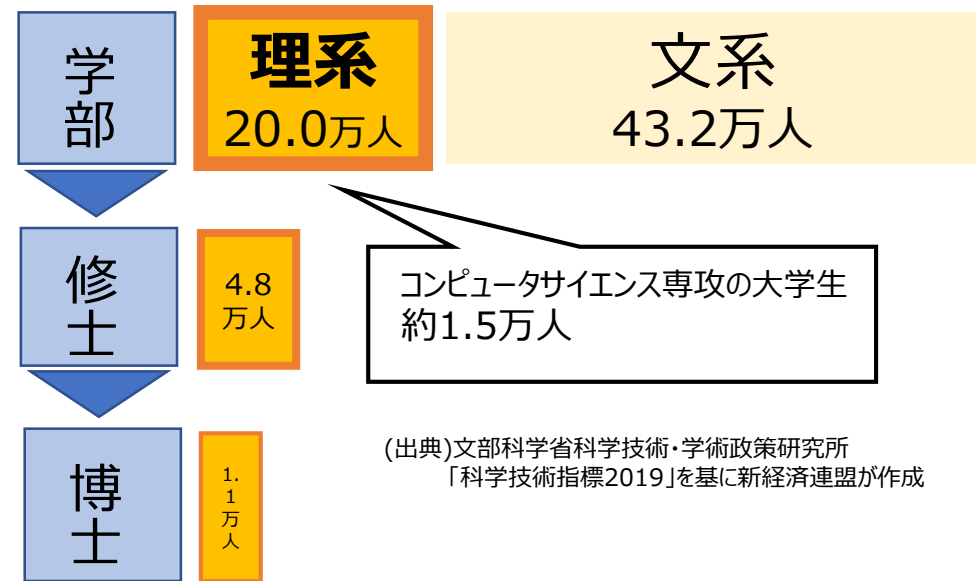 学部
理系
20.0万人
文系
43.2万人
修士
4.8
万人
コンピュータサイエンス専攻の大学生
約1.5万人
博士
1.
1
万
人
(出典)文部科学省科学技術・学術政策研究所
「科学技術指標2019」を基に新経済連盟が作成